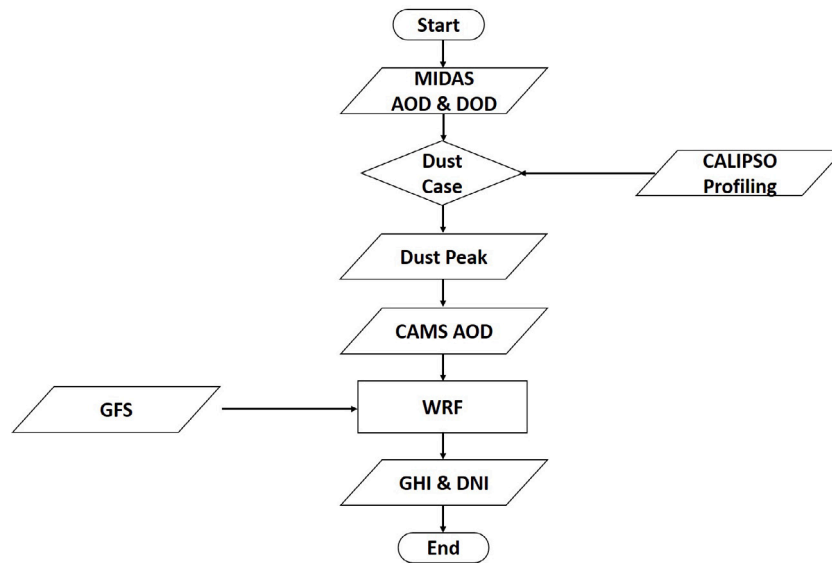 Start
MIDAS
AOD & DOD
Dust
Case
CALIPSO
Profiling
Dust Peak
CAMS AOD
GFS
WRF
GHI & DNI
End